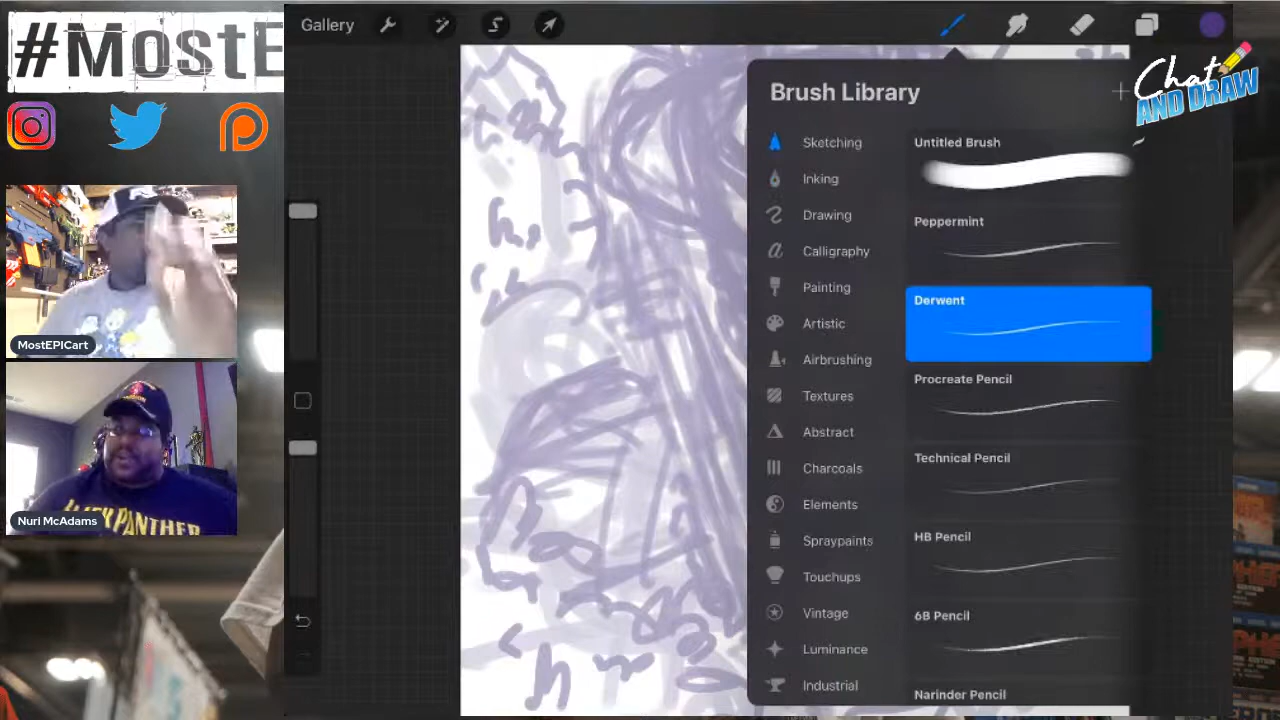 #MostE
Gallery
Chat
AND DRAW
Brush Library
Sketching
Inking
Drawing
Calligraphy
Painting
Artistic
Airbrushing
Textures
Abstract
Charcoals
Elements
Spraypaints
Touchups
Vintage
Luminance
Industrial
Untitled Brush
Peppermint
Derwent
Procreate Pencil
Technical Pencil
HB Pencil
6B Pencil
Narinder Pencil
MostEPICart
PANTHER
Nuri McAdams